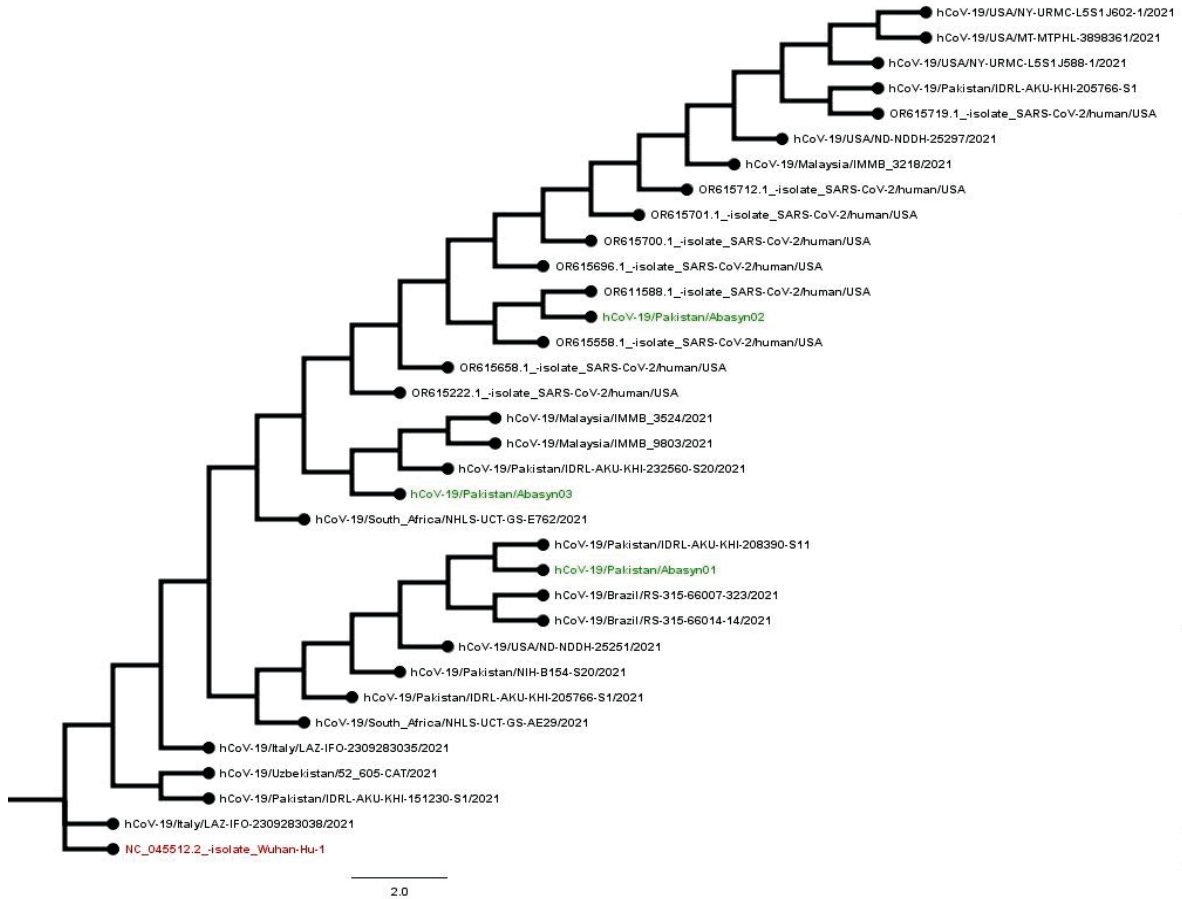 hCoV-19/USA/NY-URMC-L5S1J602-1/2021
hCoV-19/USA/MT-MTPHL-3898361/2021
hCoV-19/USA/NY-URMC-L5S1J588-1/2021
hCoV-19/Pakistan/IDRL-AKU-KHI-205766-S1
OR615719.1_-isolate_SARS-CoV-2/human/USA
hCoV-19/USA/ND-NDDH-25297/2021
hCoV-19/Malaysia/IMMB_3218/2021
OR615712.1_-isolate_SARS-CoV-2/human/USA
OR615701.1_-isolate_SARS-CoV-2/human/USA
OR615700.1_-isolate_SARS-CoV-2/human/USA
OR615696.1_-isolate_SARS-CoV-2/human/USA
OR611588.1_-isolate_SARS-CoV-2/human/USA
hCoV-19/Pakistan/Abasyn02
OR615558.1_-isolate_SARS-CoV-2/human/USA
OR615658.1_-isolate_SARS-CoV-2/human/USA
OR615222.1_-isolate_SARS-CoV-2/human/USA
hCoV-19/Malaysia/IMMB_3524/2021
hCoV-19/Malaysia/IMMB_9803/2021
hCoV-19/Pakistan/IDRL-AKU-KHI-232560-S20/2021
hCoV-19/Pakistan/Abasyn03
hCoV-19/South_Africa/NHLS-UCT-GS-E762/2021
hCoV-19/Pakistan/IDRL-AKU-KHI-208390-S11
hCoV-19/Pakistan/Abasyn01
hCoV-19/Brazil/RS-315-66007-323/2021
hCoV-19/Brazil/RS-315-66014-14/2021
hCoV-19/USA/ND-NDDH-25251/2021
hCoV-19/Pakistan/NIH-B154-S20/2021
hCoV-19/Pakistan/IDRL-AKU-KHI-205766-S1/2021
hCoV-19/South_Africa/NHLS-UCT-GS-AE29/2021
hCoV-19/Italy/LAZ-IFO-2309283035/2021
hCoV-19/Uzbekistan/52_605-CAT/2021
hCoV-19/Pakistan/IDRL-AKU-KHI-151230-S1/2021
hCoV-19/Italy/LAZ-IFO-2309283038/2021
NC_045512.2_-isolate_Wuhan-Hu-1
2.0